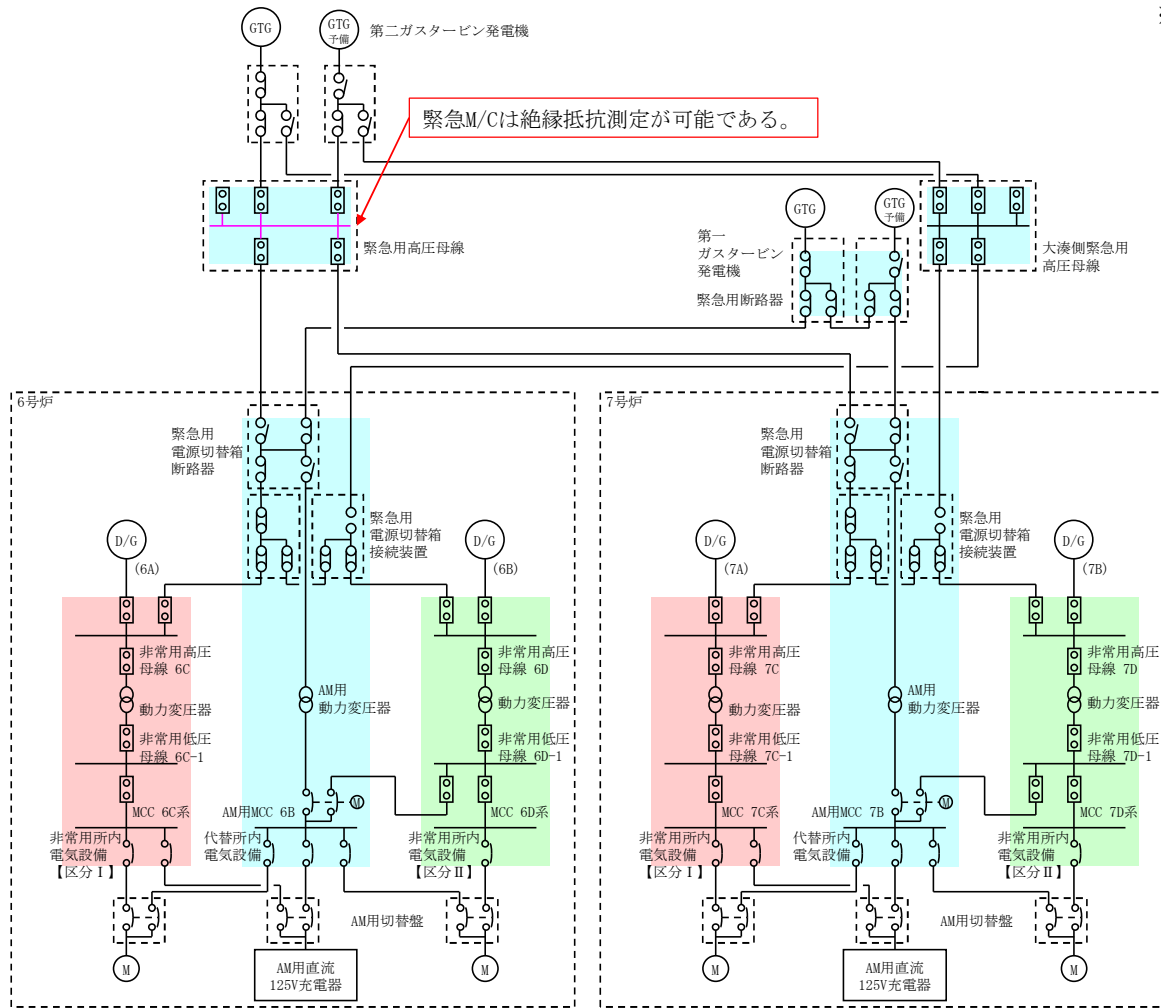 GTG
GTG
予備
第二ガスタービン発電機
緊急M/Cは絶縁抵抗測定が可能である。
緊急用高圧母線
GTG
GTG
予備
第一
ガスタービン
発電機
緊急用断路器
大湊側緊急用
高圧母線
6号炉
緊急用
電源切替箱
断路器
緊急用
電源切替箱
接続装置
D/G
(6A)
D/G
(6B)
非常用高圧
母線 6C
動力変圧器
非常用低圧
母線 6C-1
MCC 6C系
非常用所内
電気設備
【区分Ⅰ】
AM用
動力変圧器
M
AM用MCC 6B
代替所内
電気設備
非常用高圧
母線 6D
動力変圧器
非常用低圧
母線 6D-1
MCC 6D系
非常用所内
電気設備
【区分Ⅱ】
AM用切替盤
M
AM用直流
125V充電器
M
7号炉
緊急用
電源切替箱
断路器
緊急用
電源切替箱
接続装置
D/G
(7A)
D/G
(7B)
非常用高圧
母線 7C
動力変圧器
非常用低圧
母線 7C-1
MCC 7C系
非常用所内
電気設備
【区分Ⅰ】
AM用
動力変圧器
M
AM用MCC 7B
代替所内
電気設備
非常用高圧
母線 7D
動力変圧器
非常用低圧
母線 7D-1
MCC 7D系
非常用所内
電気設備
【区分Ⅱ】
AM用切替盤
M
AM用直流
125V充電器
M